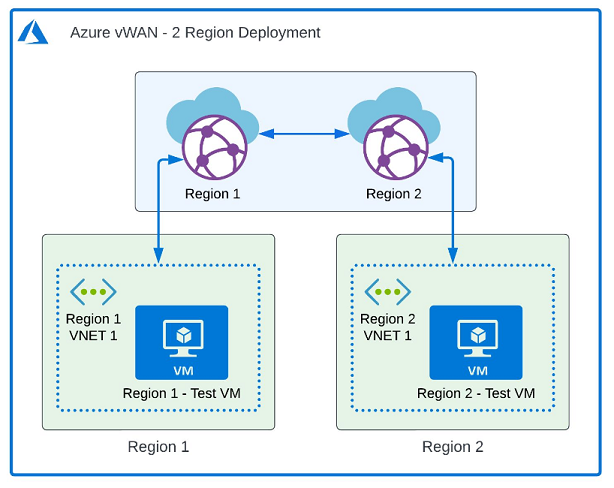 Azure vWAN - 2 Region Deployment
Region 1
Region 2
Region 1
VNET 1
VM
Region 1 - Test VM
Region 2
VNET 1
VM
Region 2 - Test VM
Region 1
Region 2